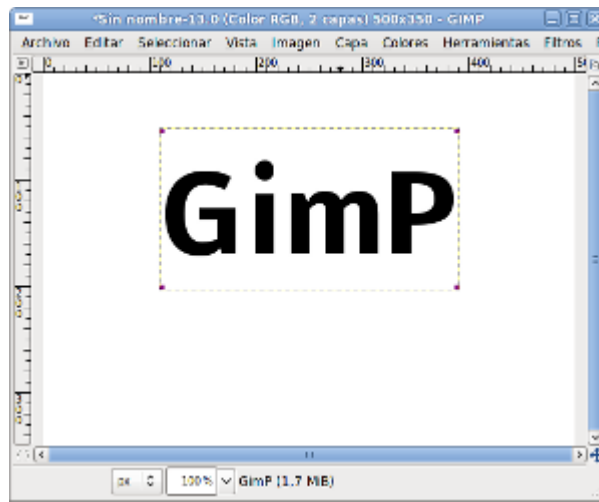 *Sin nombre-13.0 (Color RGB, 2 capas) 500x350 - GIMP
Archivo Editar Seleccionar Vista Imagen Capa Colores Herramientas Filtros
0 100 200 300 400
GimP
px 100% GimP (1.7 MiB)